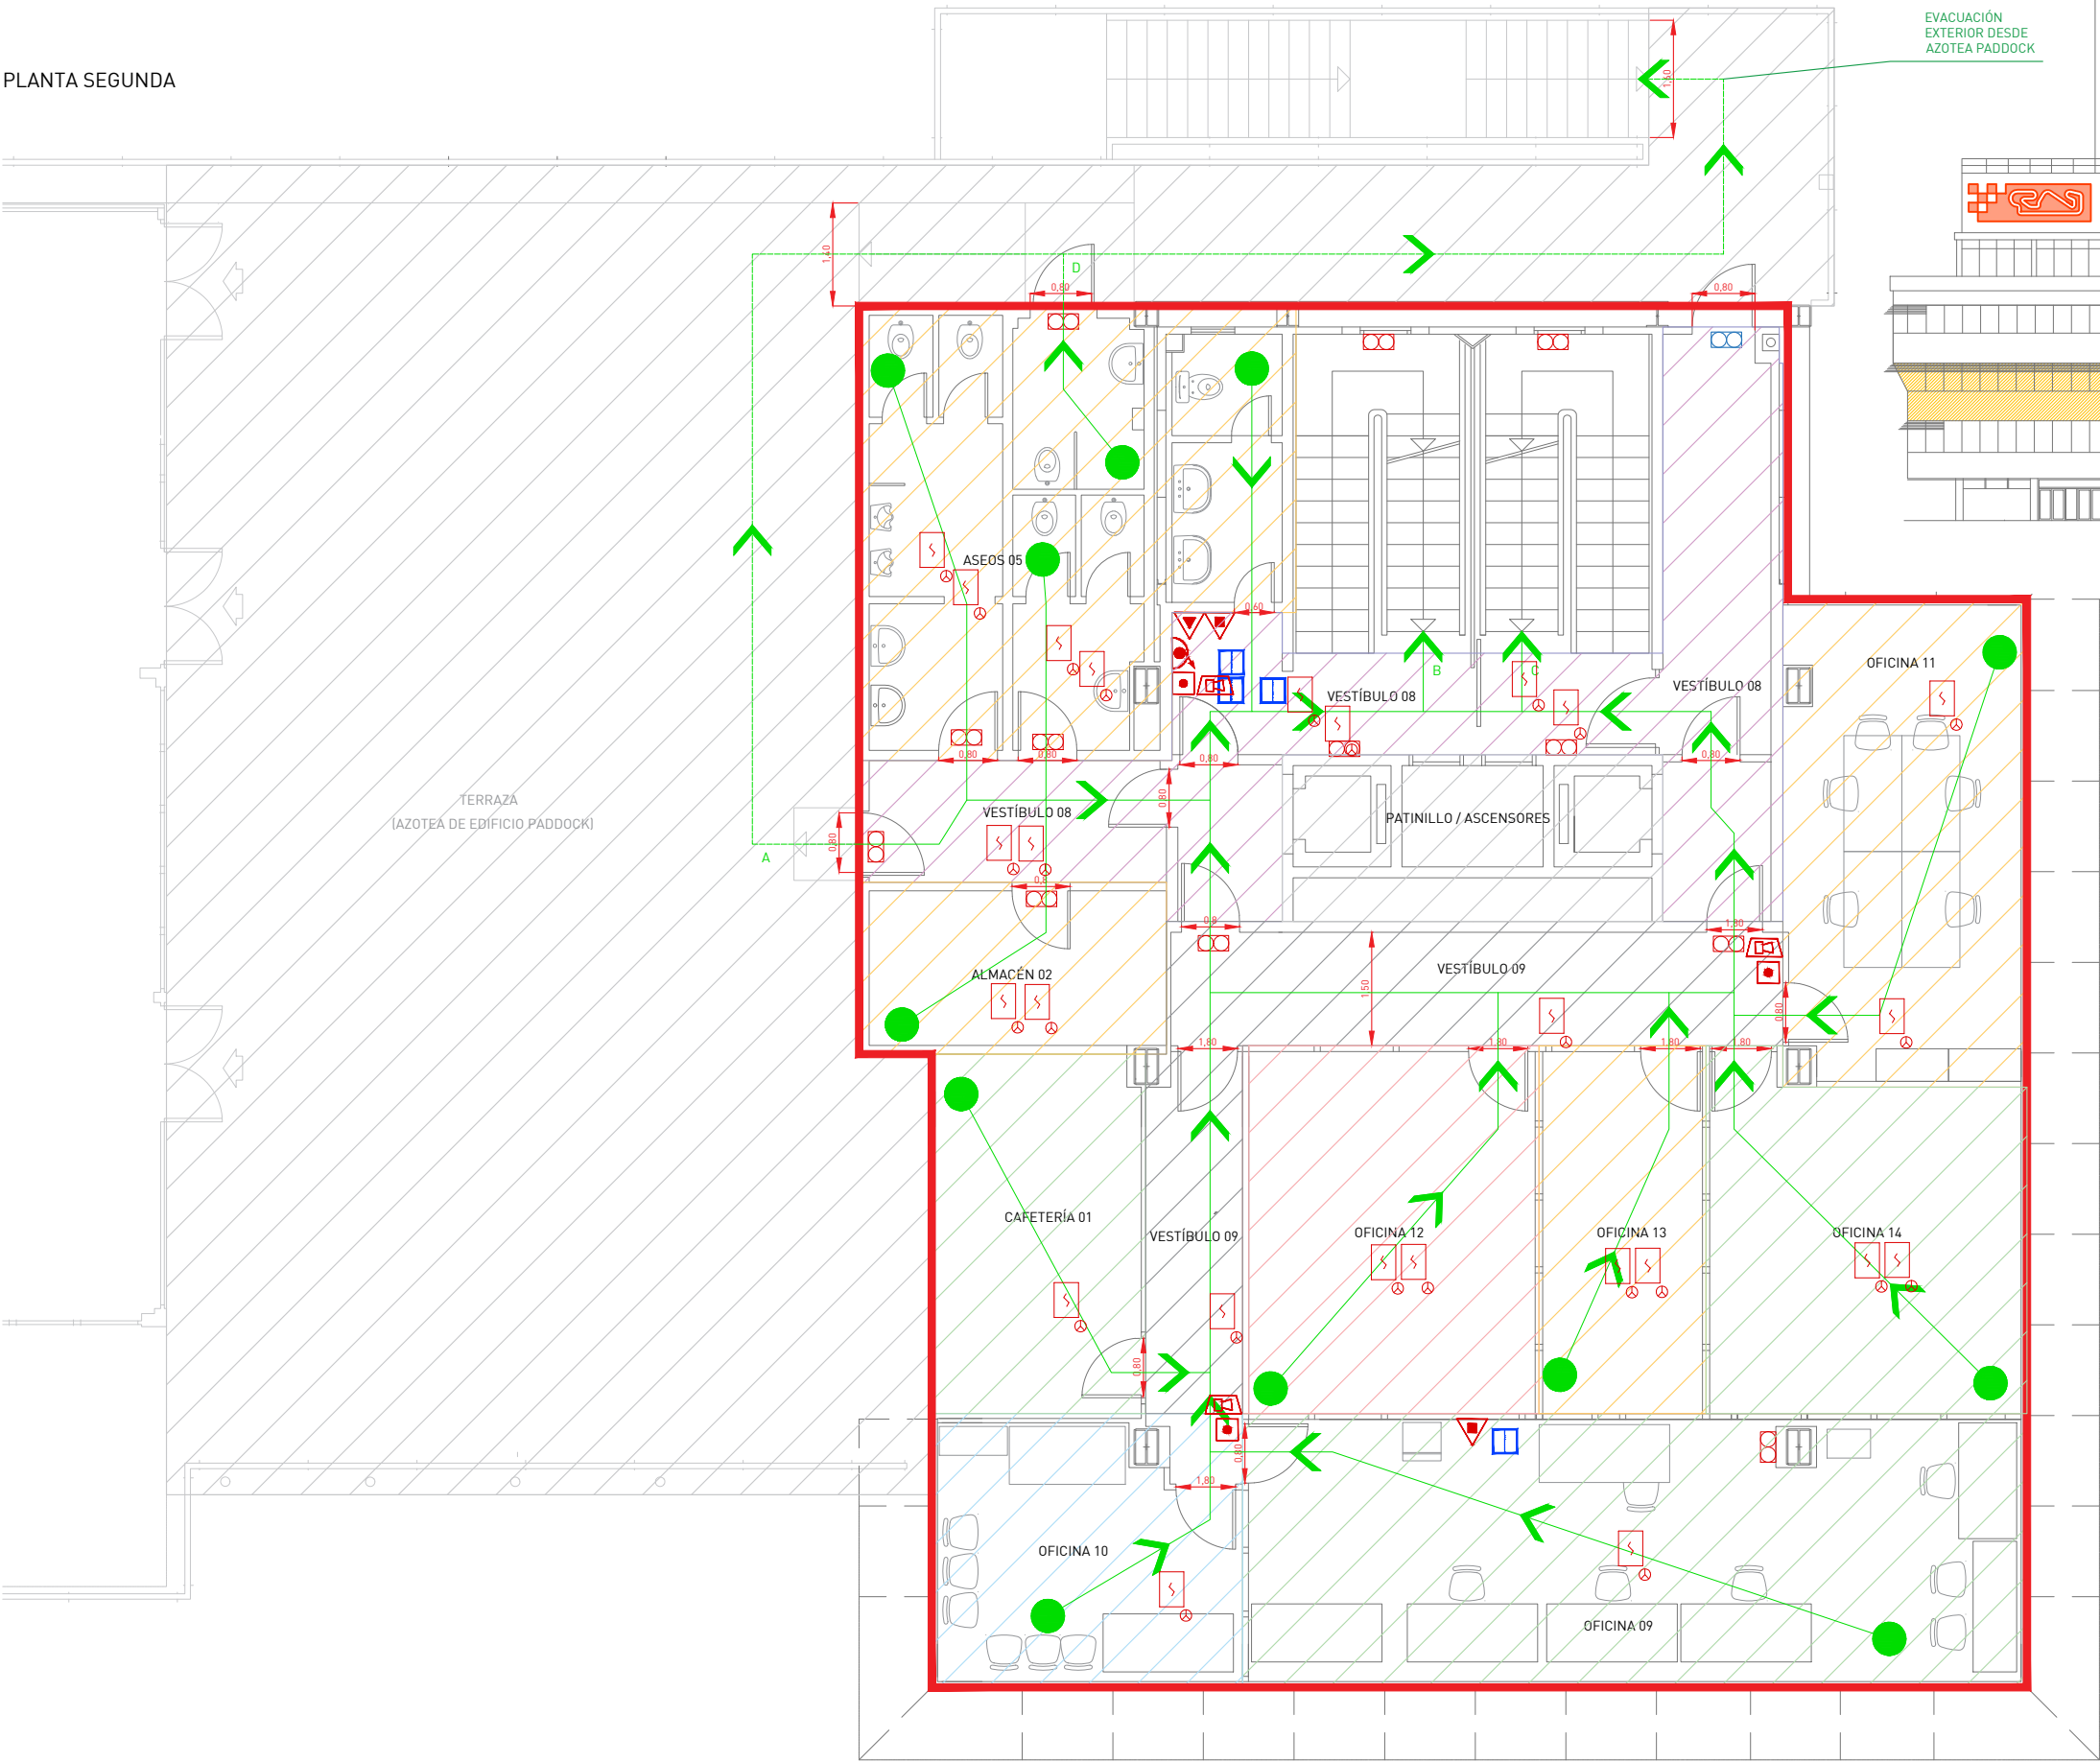 EVACUACIÓN
EXTERIOR DESDE
AZOTEA PADDOCK
PLANTA SEGUNDA
1,60
1,40
D
0,80
0,80
ASEOS 05
0,60
OFICINA 11
B
C
VESTÍBULO 08
VESTÍBULO 08
0,80
0,80
0,80
0,80
0,80
TERRAZA
(AZOTEA DE EDIFICIO PADDOCK)
VESTÍBULO 08
PATINILLO / ASCENSORES
0,80
A
0,8
0,8
1,80
ALMACÉN 02
VESTÍBULO 09
1,50
0,80
1,80
1,80
1,80
1,80
CAFETERÍA 01
VESTÍBULO 09
OFICINA 12
OFICINA 13
OFICINA 14
0,80
0,80
1,80
OFICINA 10
OFICINA 09